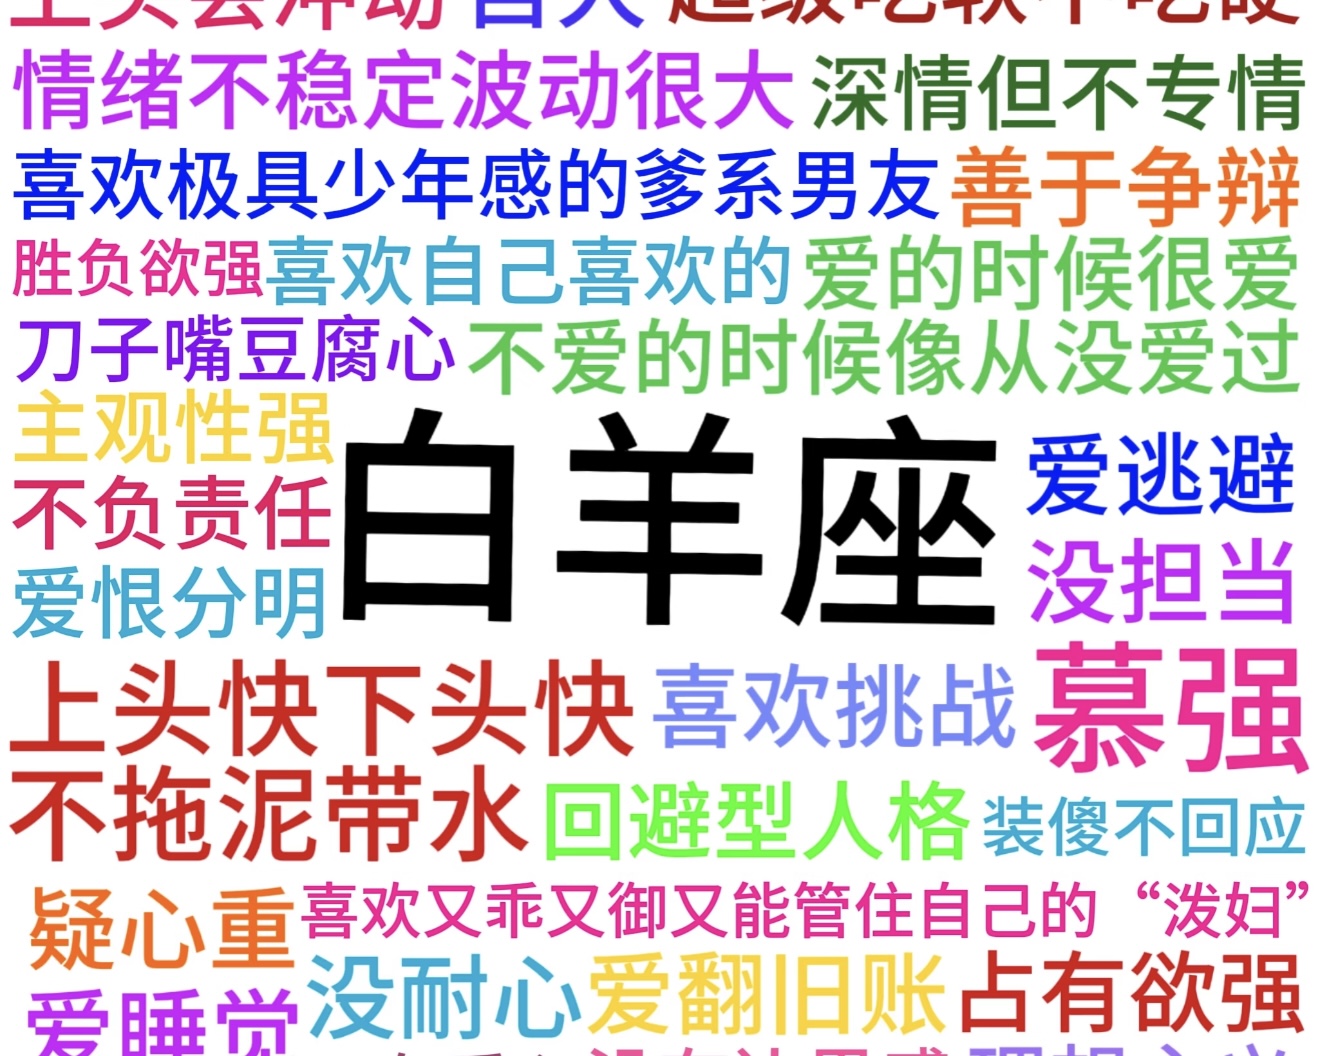 上头会冲动 百人 超级吃软不吃硬
情绪不稳定波动很大 深情但不专情
喜欢极具少年感的爹系男友 善于争辩
胜负欲强 喜欢自己喜欢的 爱的时候很爱
刀子嘴豆腐心 不爱的时候像从没爱过
主观性强
白羊座
爱逃避
不负责任
没担当
爱恨分明
上头快下头快 喜欢挑战 慕强
不拖泥带水 回避型人格 装傻不回应
疑心重 喜欢又乖又御又能管住自己的“泼妇”
没耐心 爱翻旧账 占有欲强
爱睡觉